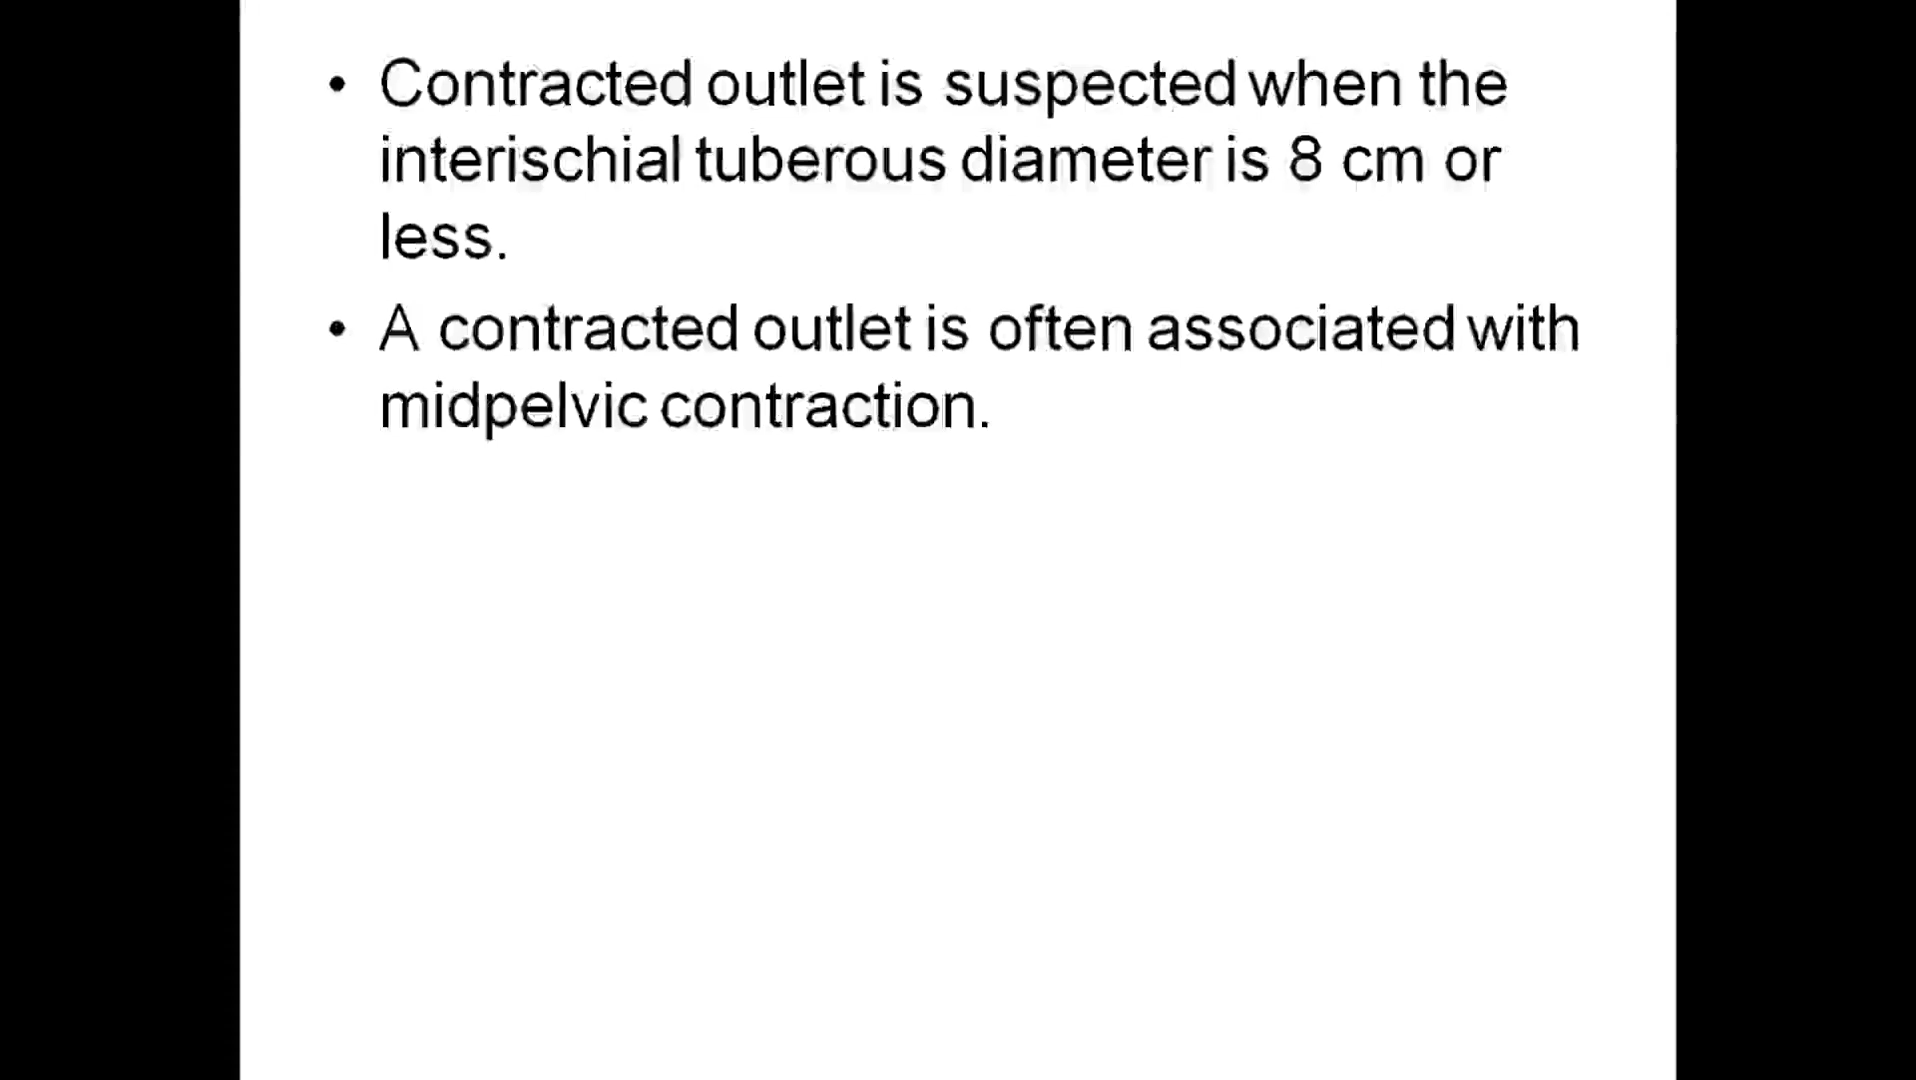 • Contracted outlet is suspected when the
interischial tuberous diameter is 8 cm or
less.
• A contracted outlet is often associated with
midpelvic contraction.